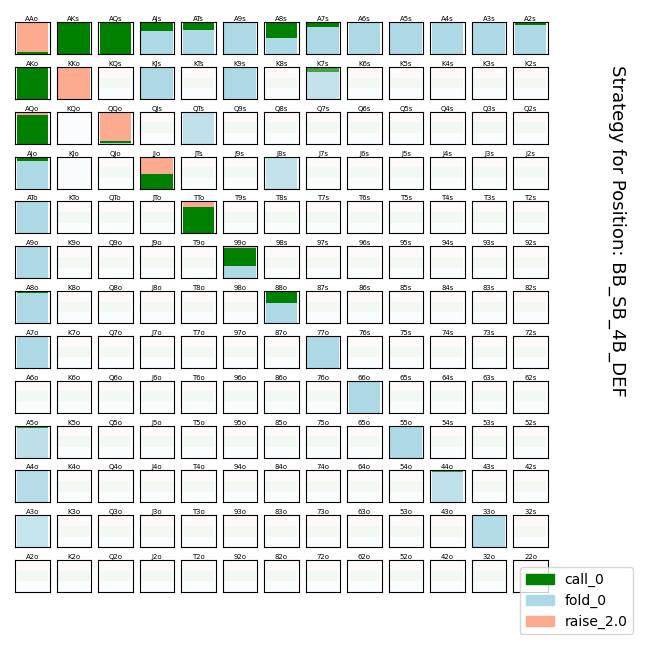 AAo AKs AQs AJs ATs A9s A8s A7s A6s A5s A4s A3s A2s
AKo KKo KQs KJs KTs K9s K8s K7s K6s K5s K4s K3s K2s
AQo KQo QQo QJs QTs Q9s Q8s Q7s Q6s Q5s Q4s Q3s Q2s
AJo KJo QJo JJo JTs J9s J8s J7s J6s J5s J4s J3s J2s
ATo KTo QTo JTo TTo T9s T8s T7s T6s T5s T4s T3s T2s
A9o K9o Q9o J9o T9o 99o 98s 97s 96s 95s 94s 93s 92s
A8o K8o Q8o J8o T8o 98o 88o 87s 86s 85s 84s 83s 82s
A7o K7o Q7o J7o T7o 97o 87o 77o 76s 75s 74s 73s 72s
A6o K6o Q6o J6o T6o 96o 86o 76o 66o 65s 64s 63s 62s
A5o K5o Q5o J5o T5o 95o 85o 75o 65o 55o 54s 53s 52s
A4o K4o Q4o J4o T4o 94o 84o 74o 64o 54o 44o 43s 42s
A3o K3o Q3o J3o T3o 93o 83o 73o 63o 53o 43o 33o 32s
A2o K2o Q2o J2o T2o 92o 82o 72o 62o 52o 42o 32o 22o
Strategy for Position: BB_SB_4B_DEF
call_0
fold_0
raise_2.0